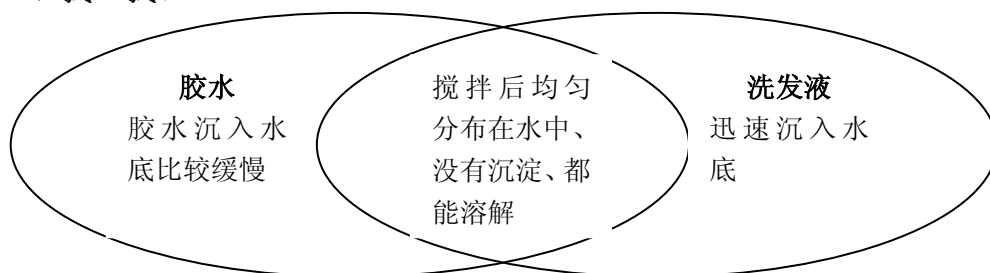 胶水
胶水沉入水
底比较缓慢
搅拌后均匀
分布在水中、
没有沉淀、都
能溶解
洗发液
迅速沉入水
底